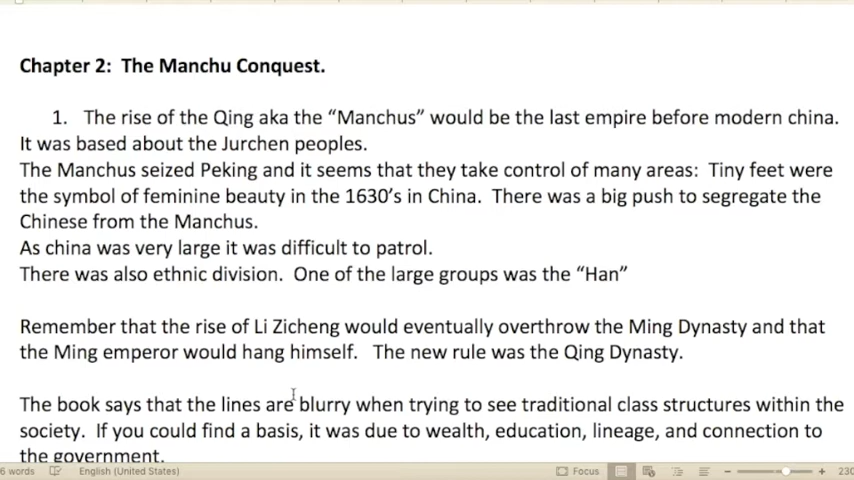 Chapter 2:  The Manchu Conquest.
1.   The rise of the Qing aka the “Manchus” would be the last empire before modern china.
It was based about the Jurchen peoples.
The Manchus seized Peking and it seems that they take control of many areas:  Tiny feet were
the symbol of feminine beauty in the 1630’s in China.  There was a big push to segregate the
Chinese from the Manchus.
As china was very large it was difficult to patrol.
There was also ethnic division.  One of the large groups was the “Han”
Remember that the rise of Li Zicheng would eventually overthrow the Ming Dynasty and that
the Ming emperor would hang himself.   The new rule was the Qing Dynasty.
The book says that the lines are blurry when trying to see traditional class structures within the
society.  If you could find a basis, it was due to wealth, education, lineage, and connection to
the government.
6 words English (United States) Focus 230